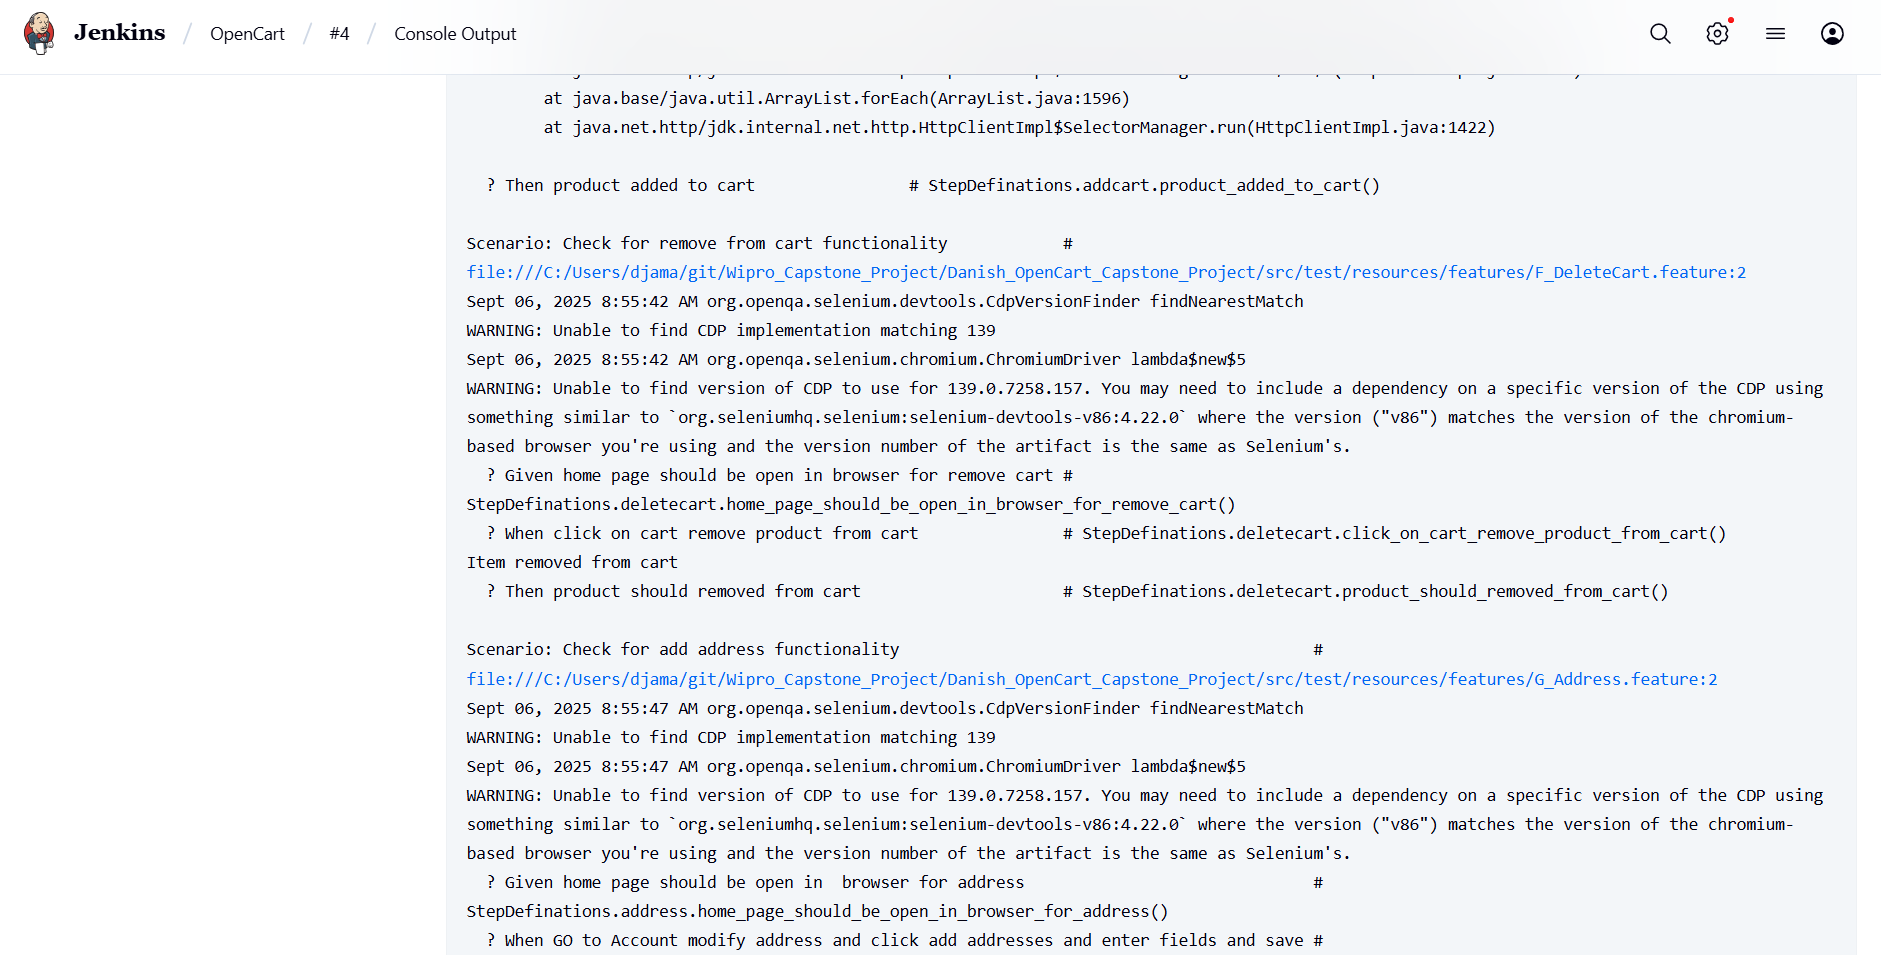 Jenkins / OpenCart / #4 / Console Output
at java.base/java.util.ArrayList.forEach(ArrayList.java:1596)
at java.net.http/jdk.internal.net.http.HttpClientImpl$SelectorManager.run(HttpClientImpl.java:1422)
? Then product added to cart # StepDefinations.addcart.product_added_to_cart()
Scenario: Check for remove from cart functionality #
file:///C:/Users/djama/git/Wipro_Capstone_Project/Danish_OpenCart_Capstone_Project/src/test/resources/features/F_DeleteCart.feature:2
Sept 06, 2025 8:55:42 AM org.openqa.selenium.devtools.CdpVersionFinder findNearestMatch
WARNING: Unable to find CDP implementation matching 139
Sept 06, 2025 8:55:42 AM org.openqa.selenium.chromium.ChromiumDriver lambda$new$5
WARNING: Unable to find version of CDP to use for 139.0.7258.157. You may need to include a dependency on a specific version of the CDP using
something similar to `org.seleniumhq.selenium:selenium-devtools-v86:4.22.0` where the version ("v86") matches the version of the chromium-
based browser you're using and the version number of the artifact is the same as Selenium's.
? Given home page should be open in browser for remove cart #
StepDefinations.deletecart.home_page_should_be_open_in_browser_for_remove_cart()
? When click on cart remove product from cart # StepDefinations.deletecart.click_on_cart_remove_product_from_cart()
Item removed from cart
? Then product should removed from cart # StepDefinations.deletecart.product_should_removed_from_cart()
Scenario: Check for add address functionality #
file:///C:/Users/djama/git/Wipro_Capstone_Project/Danish_OpenCart_Capstone_Project/src/test/resources/features/G_Address.feature:2
Sept 06, 2025 8:55:47 AM org.openqa.selenium.devtools.CdpVersionFinder findNearestMatch
WARNING: Unable to find CDP implementation matching 139
Sept 06, 2025 8:55:47 AM org.openqa.selenium.chromium.ChromiumDriver lambda$new$5
WARNING: Unable to find version of CDP to use for 139.0.7258.157. You may need to include a dependency on a specific version of the CDP using
something similar to `org.seleniumhq.selenium:selenium-devtools-v86:4.22.0` where the version ("v86") matches the version of the chromium-
based browser you're using and the version number of the artifact is the same as Selenium's.
? Given home page should be open in  browser for address #
StepDefinations.address.home_page_should_be_open_in_browser_for_address()
? When GO to Account modify address and click add addresses and enter fields and save #